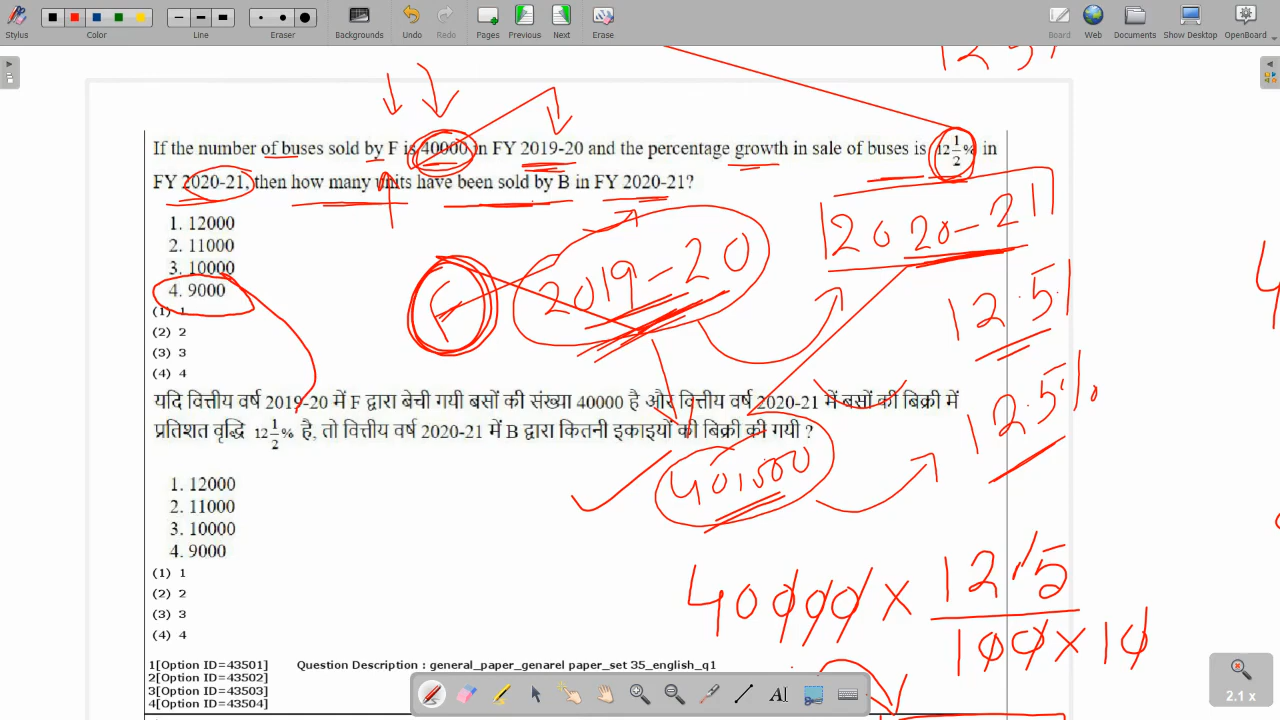 Stylus
Color
Line
Eraser
Backgrounds
Undo
Redo
Pages
Previous
Next
Erase
Board
Web
Documents
Show Desktop
OpenBoard
If the number of buses sold by F is 40000 in FY 2019-20 and the percentage growth in sale of buses is 12 1/2 % in
FY 2020-21, then how many units have been sold by B in FY 2020-21?
1. 12000
2. 11000
3. 10000
4. 9000
(1) 1
(2) 2
(3) 3
(4) 4
F
2019-20
2020-21
12.5%
12.5%
यदि वित्तीय वर्ष 2019-20 में F द्वारा बेची गयी बसों की संख्या 40000 है और वित्तीय वर्ष 2020-21 में बसों की बिक्री में
प्रतिशत वृद्धि 12 1/2 % है, तो वित्तीय वर्ष 2020-21 में B द्वारा कितनी इकाइयों की बिक्री की गयी ?
40,000
1. 12000
2. 11000
3. 10000
4. 9000
(1) 1
(2) 2
(3) 3
(4) 4
40000 × 12.5
100 × 10
1[Option ID=43501]
2[Option ID=43502]
3[Option ID=43503]
4[Option ID=43504]
Question Description : general_paper_genarel paper_set 35_english_q1
2.1 x